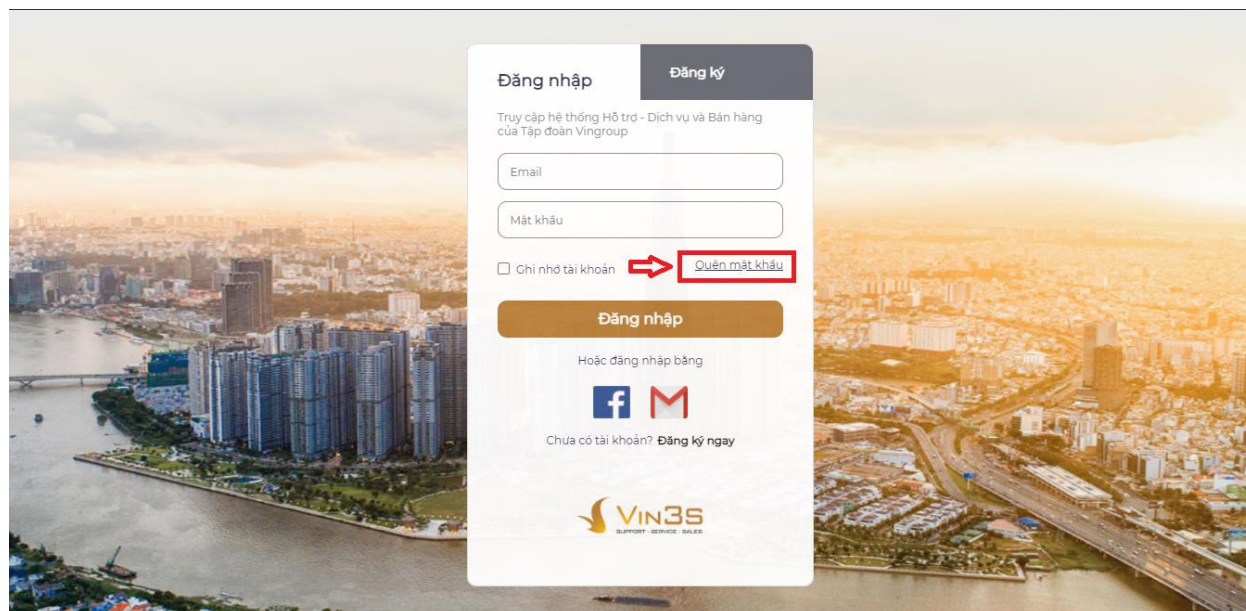 Đăng nhập
Đăng ký
Truy cập hệ thống Hỗ trợ - Dịch vụ và Bán hàng
của Tập đoàn Vingroup
Email
Mật khẩu
Ghi nhớ tài khoản
Quên mật khẩu
Đăng nhập
Hoặc đăng nhập bằng
Chưa có tài khoản? Đăng ký ngay
VIN3S
SUPPORT - SERVICE - SALES